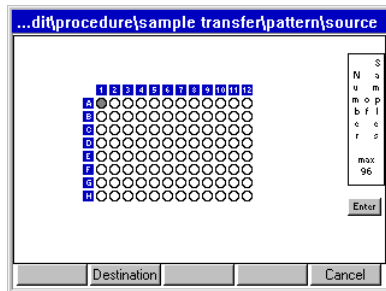 ...dit\procedure\sample transfer\pattern\source
1 2 3 4 5 6 7 8 9 10 11 12
A
B
C
D
E
F
G
H
Number of Samples
max
96
Enter
Destination
Cancel